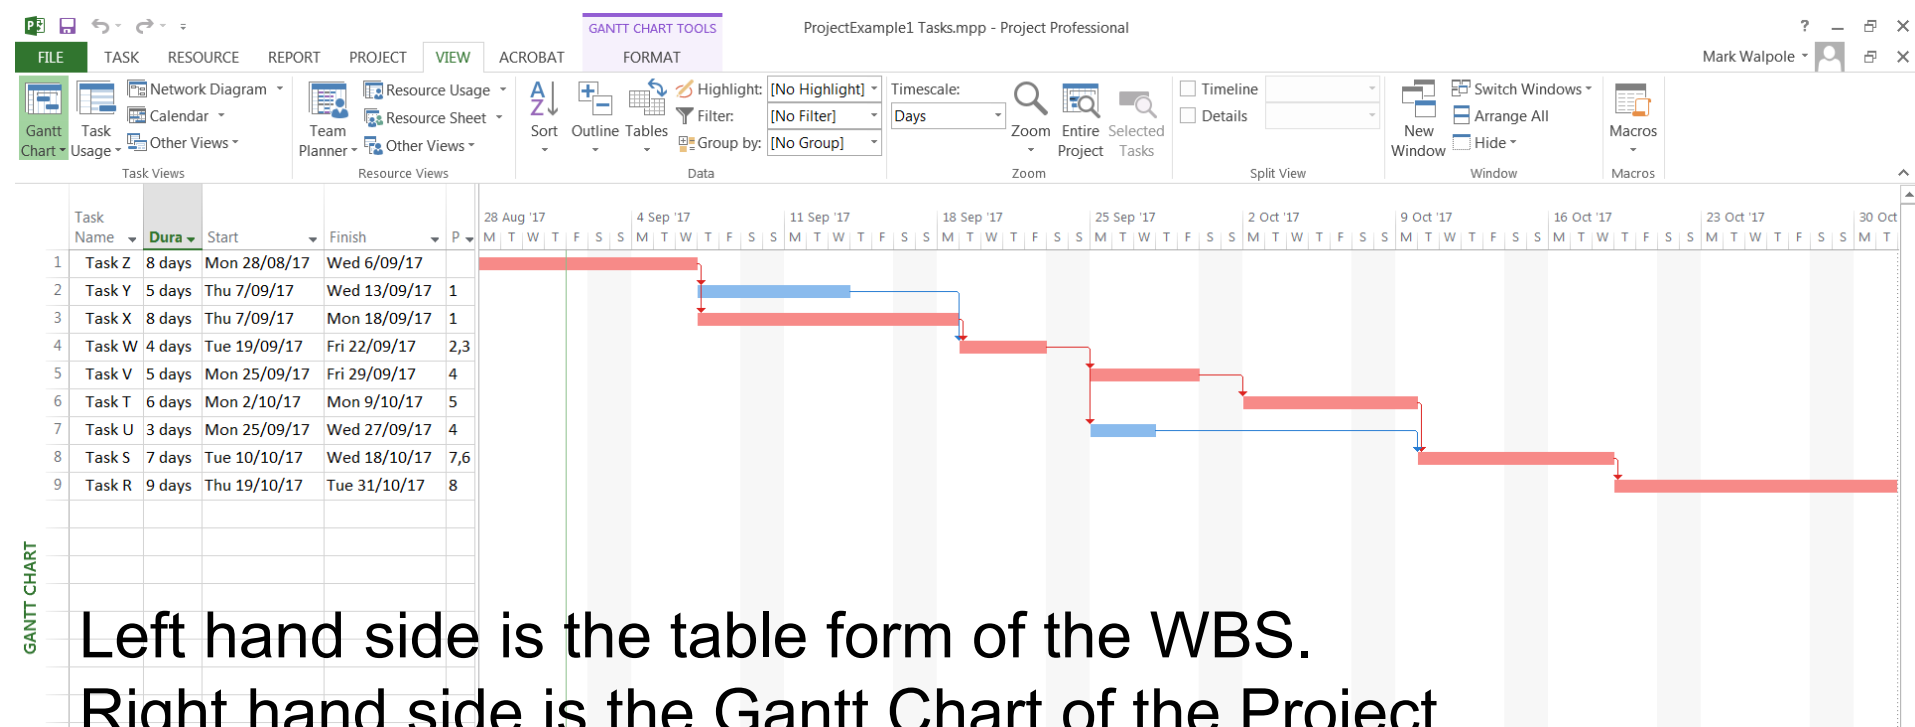 GANTT CHART TOOLS ProjectExample1 Tasks.mpp - Project Professional ?
FILE TASK RESOURCE REPORT PROJECT VIEW ACROBAT FORMAT Mark Walpole
Network Diagram Resource Usage Highlight: [No Highlight] Timescale: Timeline Switch Windows
Calendar Resource Sheet Filter: [No Filter] Days Details Arrange All
Gantt Chart Task Usage Other Views Team Planner Other Views Sort Outline Tables Group by: [No Group] Zoom Entire Project Selected Tasks New Window Hide Macros
Task Views Resource Views Data Zoom Split View Window Macros
28 Aug '17 4 Sep '17 11 Sep '17 18 Sep '17 25 Sep '17 2 Oct '17 9 Oct '17 16 Oct '17 23 Oct '17 30 Oct
Task Name Dura Start Finish P M T W T F S S M T W T F S S M T W T F S S M T W T F S S M T W T F S S M T W T F S S M T W T F S S M T W T F S S M T W T F S S M T
1 Task Z 8 days Mon 28/08/17 Wed 6/09/17
2 Task Y 5 days Thu 7/09/17 Wed 13/09/17 1
3 Task X 8 days Thu 7/09/17 Mon 18/09/17 1
4 Task W 4 days Tue 19/09/17 Fri 22/09/17 2,3
5 Task V 5 days Mon 25/09/17 Fri 29/09/17 4
6 Task T 6 days Mon 2/10/17 Mon 9/10/17 5
7 Task U 3 days Mon 25/09/17 Wed 27/09/17 4
8 Task S 7 days Tue 10/10/17 Wed 18/10/17 7,6
9 Task R 9 days Thu 19/10/17 Tue 31/10/17 8
GANTT CHART
Left hand side is the table form of the WBS.
Right hand side is the Gantt Chart of the Project